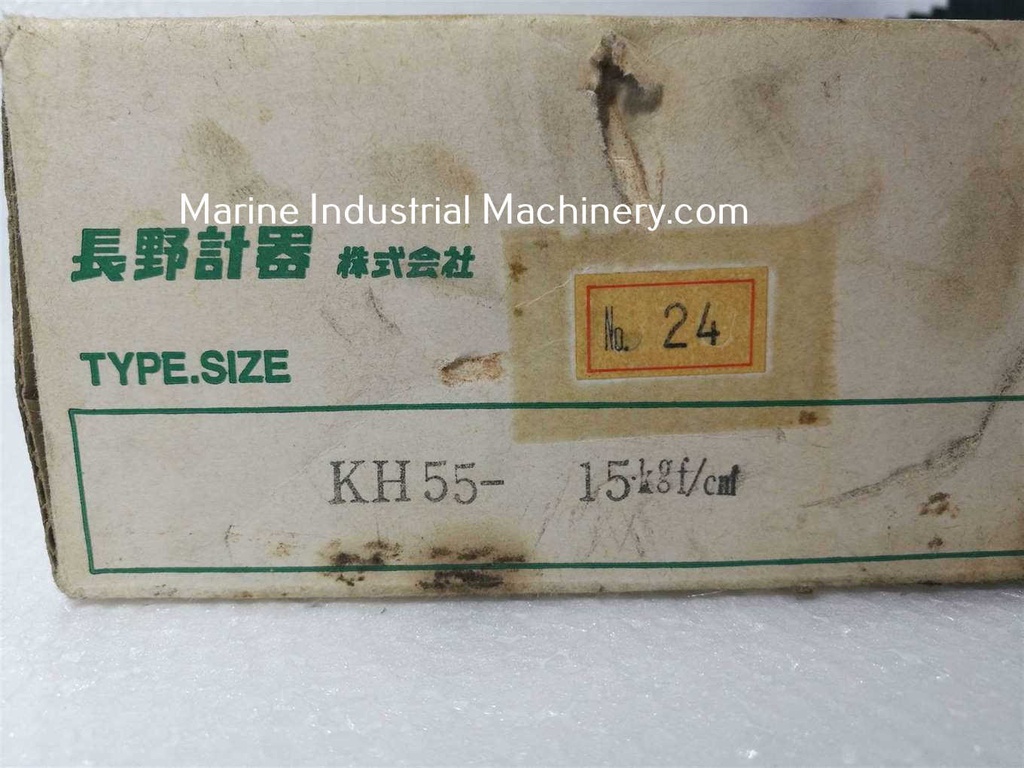 Marine Industrial Machinery.com
長野計器 株式会社
No. 24
TYPE.SIZE
KH55- 15kgf/cm²